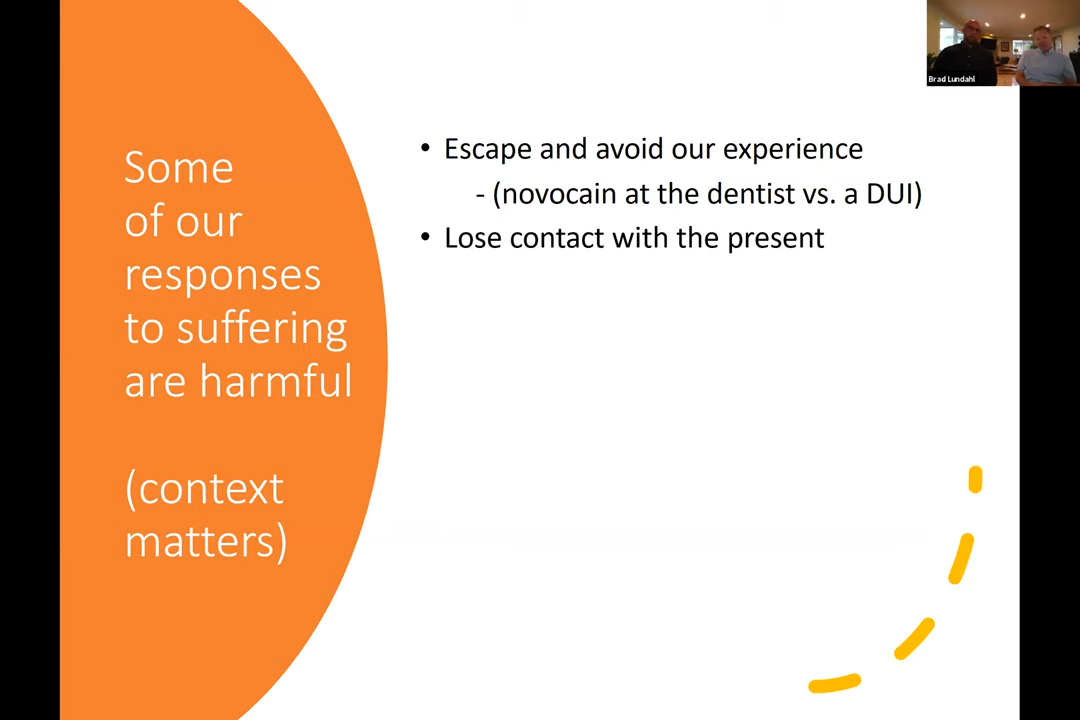 Some
of our
responses
to suffering
are harmful
(context
matters)
• Escape and avoid our experience
- (novocain at the dentist vs. a DUI)
• Lose contact with the present
Brad Lundahl